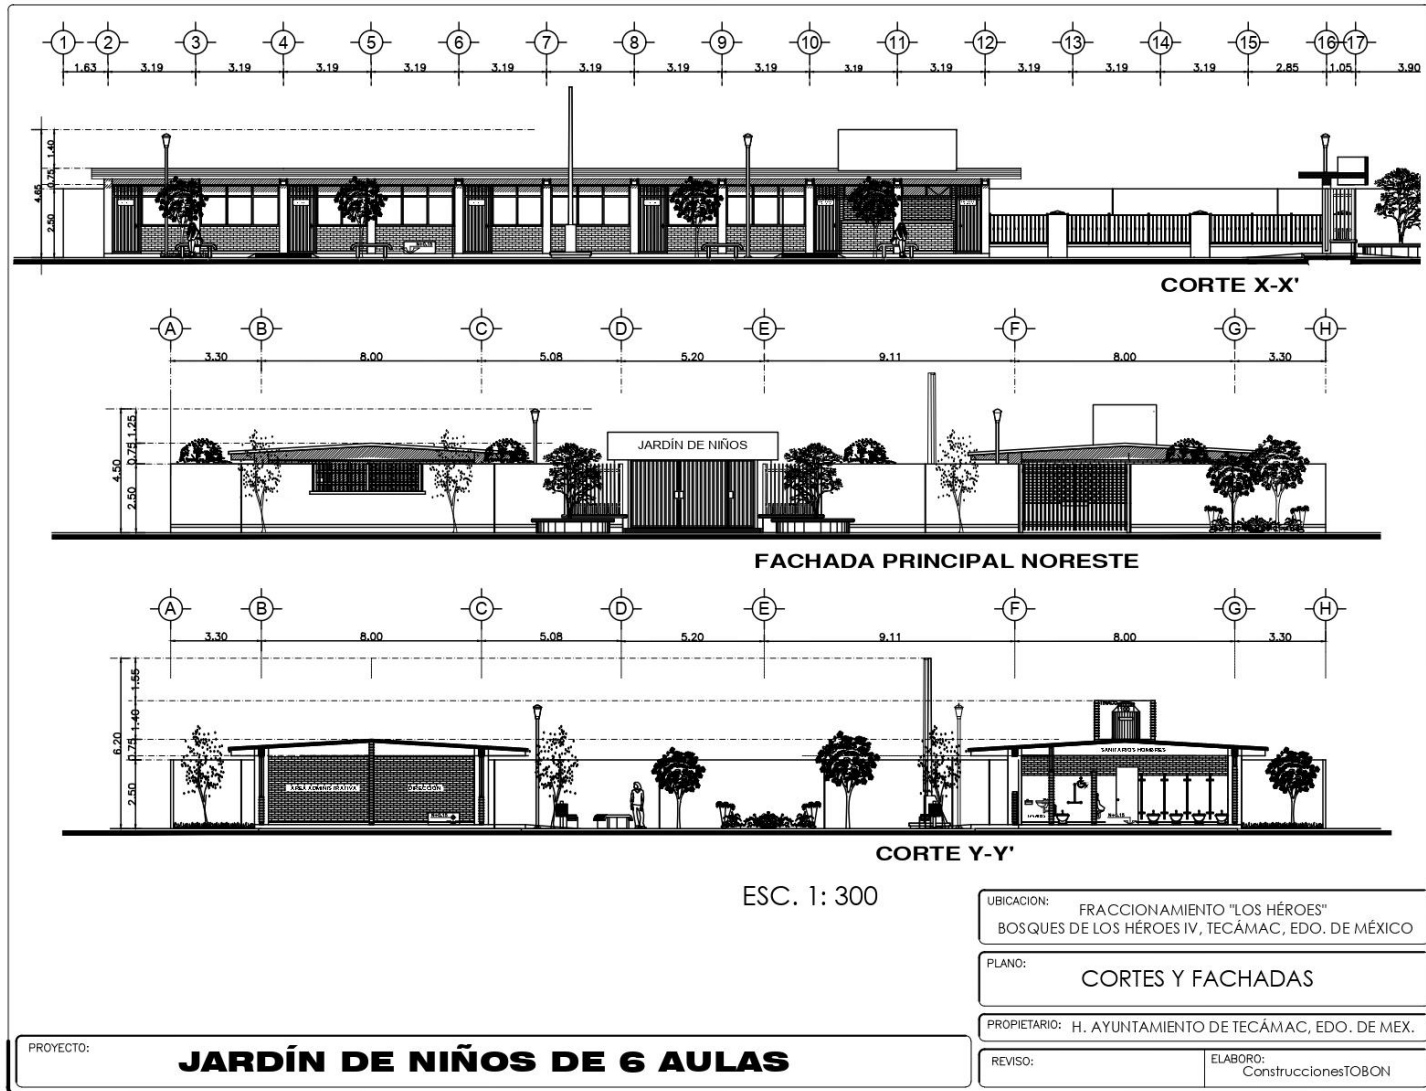 1 2 3 4 5 6 7 8 9 10 11 12 13 14 15 16 17
1.63 3.19 3.19 3.19 3.19 3.19 3.19 3.19 3.19 3.19 3.19 3.19 3.19 3.19 2.85 1.05 3.90
1.40
0.75
4.65
2.50
CORTE X-X'
A B C D E F G H
3.30 8.00 5.08 5.20 9.11 8.00 3.30
1.25
0.75
4.50
2.50
JARDÍN DE NIÑOS
FACHADA PRINCIPAL NORESTE
A B C D E F G H
3.30 8.00 5.08 5.20 9.11 8.00 3.30
1.55
1.40
6.20
0.75
2.50
SANITARIOS HOMBRES
AREA ADMINISTRATIVA DIRECCION
CORTE Y-Y'
ESC. 1: 300
UBICACION: FRACCIONAMIENTO "LOS HÉROES"
BOSQUES DE LOS HÉROES IV, TECÁMAC, EDO. DE MÉXICO
PLANO: CORTES Y FACHADAS
PROPIETARIO: H. AYUNTAMIENTO DE TECÁMAC, EDO. DE MEX.
PROYECTO: JARDÍN DE NIÑOS DE 6 AULAS
REVISO: ELABORO: ConstruccionesTOBON